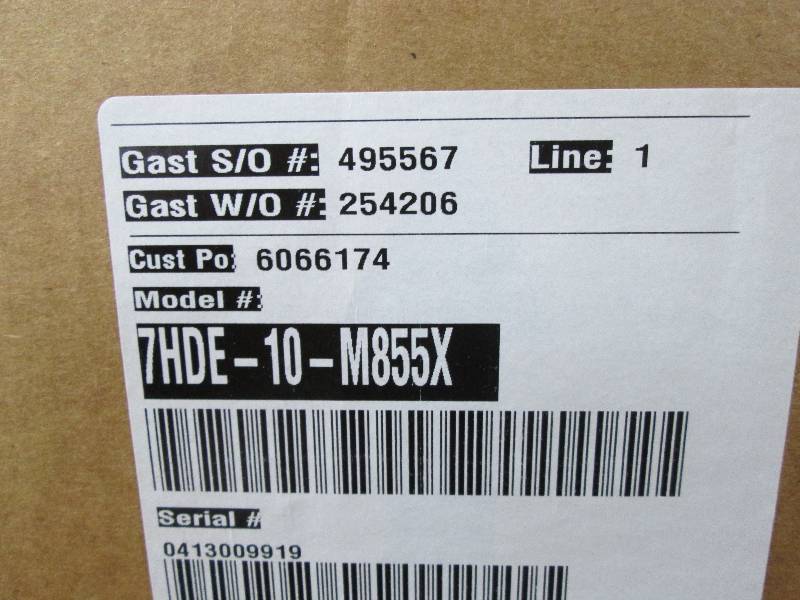 Gast S/O #: 495567 Line: 1
Gast W/O #: 254206
Cust Po: 6066174
Model #:
7HDE-10-M855X
Serial #
0413009919